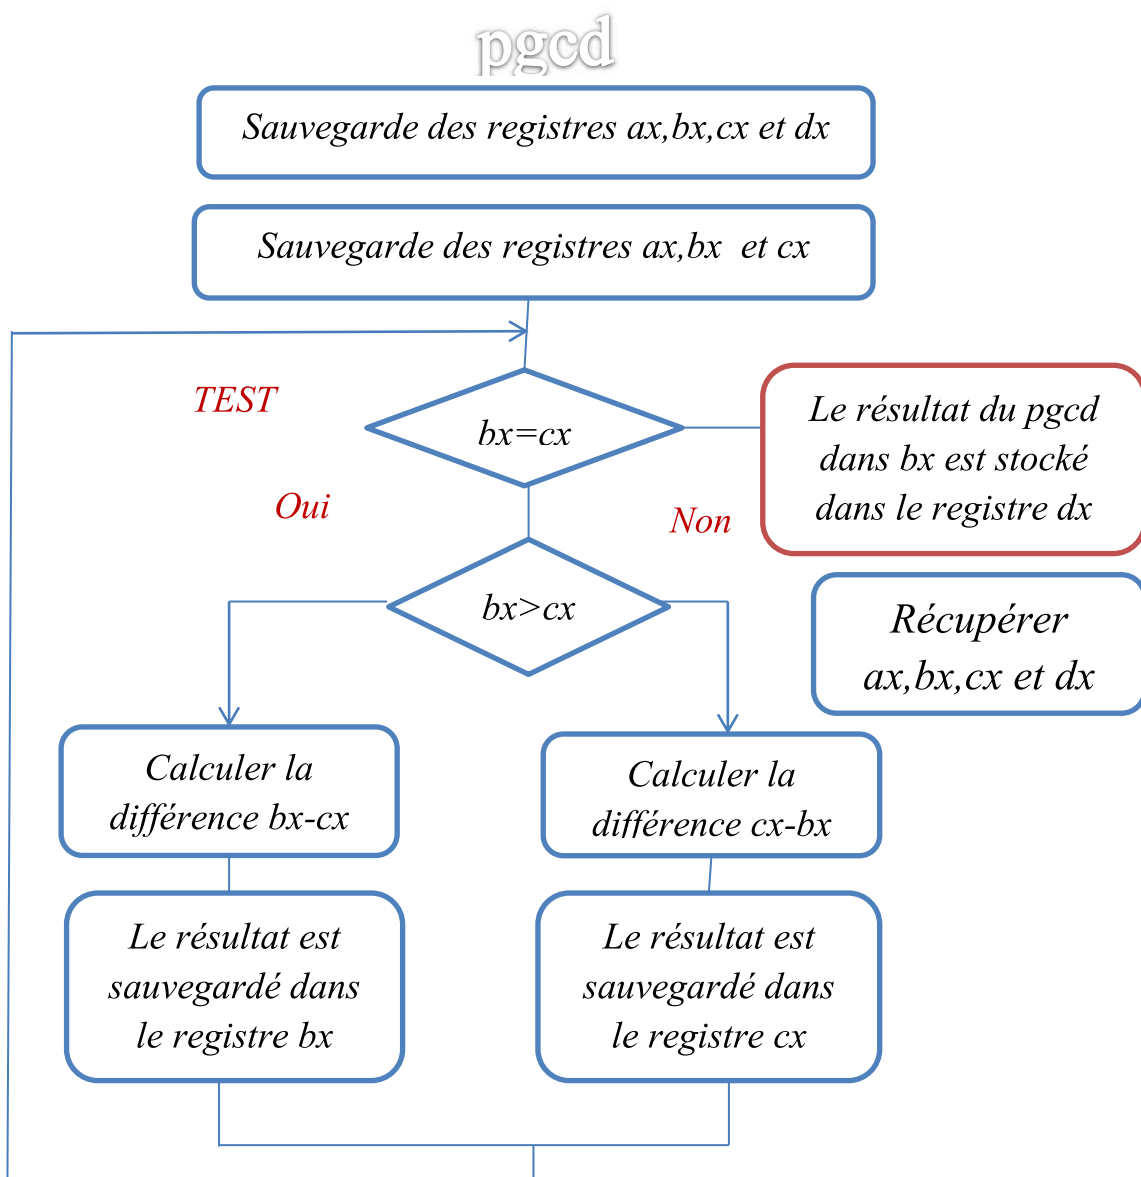 pgcd
Sauvegarde des registres ax,bx,cx et dx
Sauvegarde des registres ax,bx et cx
TEST
bx=cx
Le résultat du pgcd
dans bx est stocké
dans le registre dx
Oui
Non
bx>cx
Récupérer
ax,bx,cx et dx
Calculer la
différence bx-cx
Calculer la
différence cx-bx
Le résultat est
sauvegardé dans
le registre bx
Le résultat est
sauvegardé dans
le registre cx